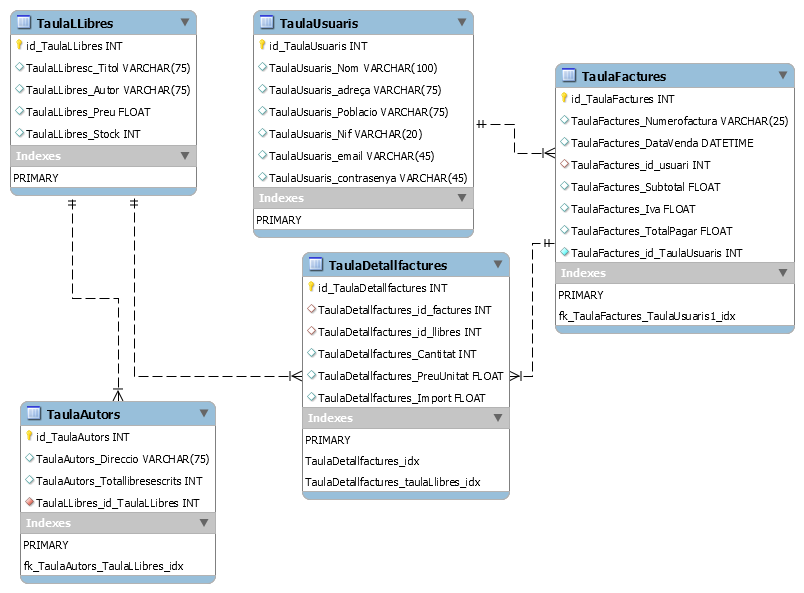 TaulaLLibres
id_TaulaLLibres INT
TaulaLLibresc_Titol VARCHAR(75)
TaulaLLibres_Autor VARCHAR(75)
TaulaLLibres_Preu FLOAT
TaulaLLibres_Stock INT
Indexes
PRIMARY
TaulaUsuaris
id_TaulaUsuaris INT
TaulaUsuaris_Nom VARCHAR(100)
TaulaUsuaris_adreça VARCHAR(75)
TaulaUsuaris_Poblacio VARCHAR(75)
TaulaUsuaris_Nif VARCHAR(20)
TaulaUsuaris_email VARCHAR(45)
TaulaUsuaris_contrasenya VARCHAR(45)
Indexes
PRIMARY
TaulaFactures
id_TaulaFactures INT
TaulaFactures_Numerofactura VARCHAR(25)
TaulaFactures_DataVenda DATETIME
TaulaFactures_id_usuari INT
TaulaFactures_Subtotal FLOAT
TaulaFactures_Iva FLOAT
TaulaFactures_TotalPagar FLOAT
TaulaFactures_id_TaulaUsuaris INT
Indexes
PRIMARY
fk_TaulaFactures_TaulaUsuaris1_idx
TaulaDetallfactures
id_TaulaDetallfactures INT
TaulaDetallfactures_id_factures INT
TaulaDetallfactures_id_llibres INT
TaulaDetallfactures_Cantitat INT
TaulaDetallfactures_PreuUnitat FLOAT
TaulaDetallfactures_Import FLOAT
Indexes
PRIMARY
TaulaDetallfactures_idx
TaulaDetallfactures_taulaLlibres_idx
TaulaAutors
id_TaulaAutors INT
TaulaAutors_Direccio VARCHAR(75)
TaulaAutors_Totallibresescrits INT
TaulaLLibres_id_TaulaLLibres INT
Indexes
PRIMARY
fk_TaulaAutors_TaulaLLibres_idx